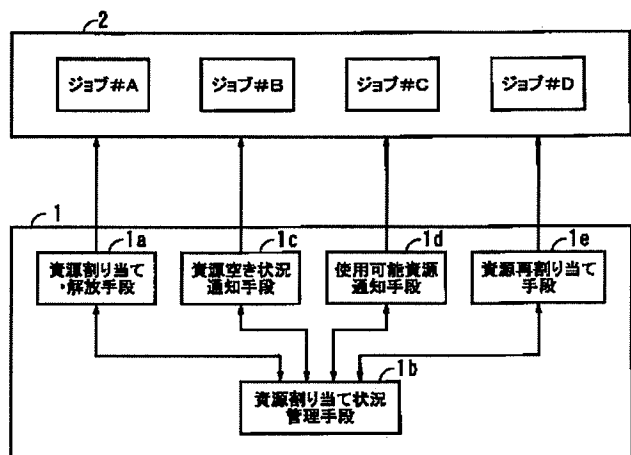 2
ジョブ#A
ジョブ#B
ジョブ#C
ジョブ#D
1
1a
資源割り当て
・解放手段
1c
資源空き状況
通知手段
1d
使用可能資源
通知手段
1e
資源再割り当て
手段
1b
資源割り当て状況
管理手段